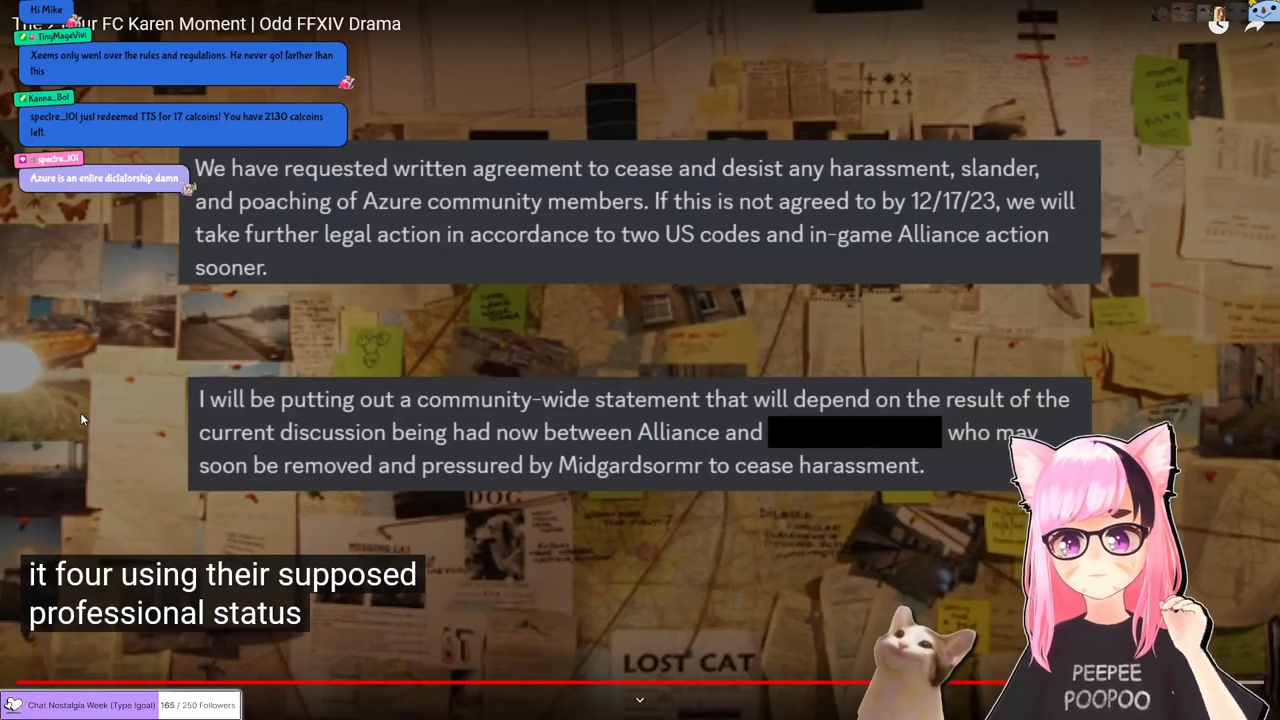 Hi Mike
FC Karen Moment | Odd FFXIV Drama
TinyMageVivi
Xeems only went over the rules and regulations. He never got farther than
this
Kanna_Bot
spectre_101 just redeemed TTS for 17 catcoins! You have 2130 catcoins
left.
spectre_101
Azure is an entire dictatorship damn
We have requested written agreement to cease and desist any harassment, slander,
and poaching of Azure community members. If this is not agreed to by 12/17/23, we will
take further legal action in accordance to two US codes and in-game Alliance action
sooner.
I will be putting out a community-wide statement that will depend on the result of the
current discussion being had now between Alliance and who may
soon be removed and pressured by Midgardsormr to cease harassment.
DOG
MISSING CAT
it four using their supposed
professional status
LOST CAT
PEEPEE
POOPOO
Chat Nostalgia Week (Type !goal) 165 / 250 Followers